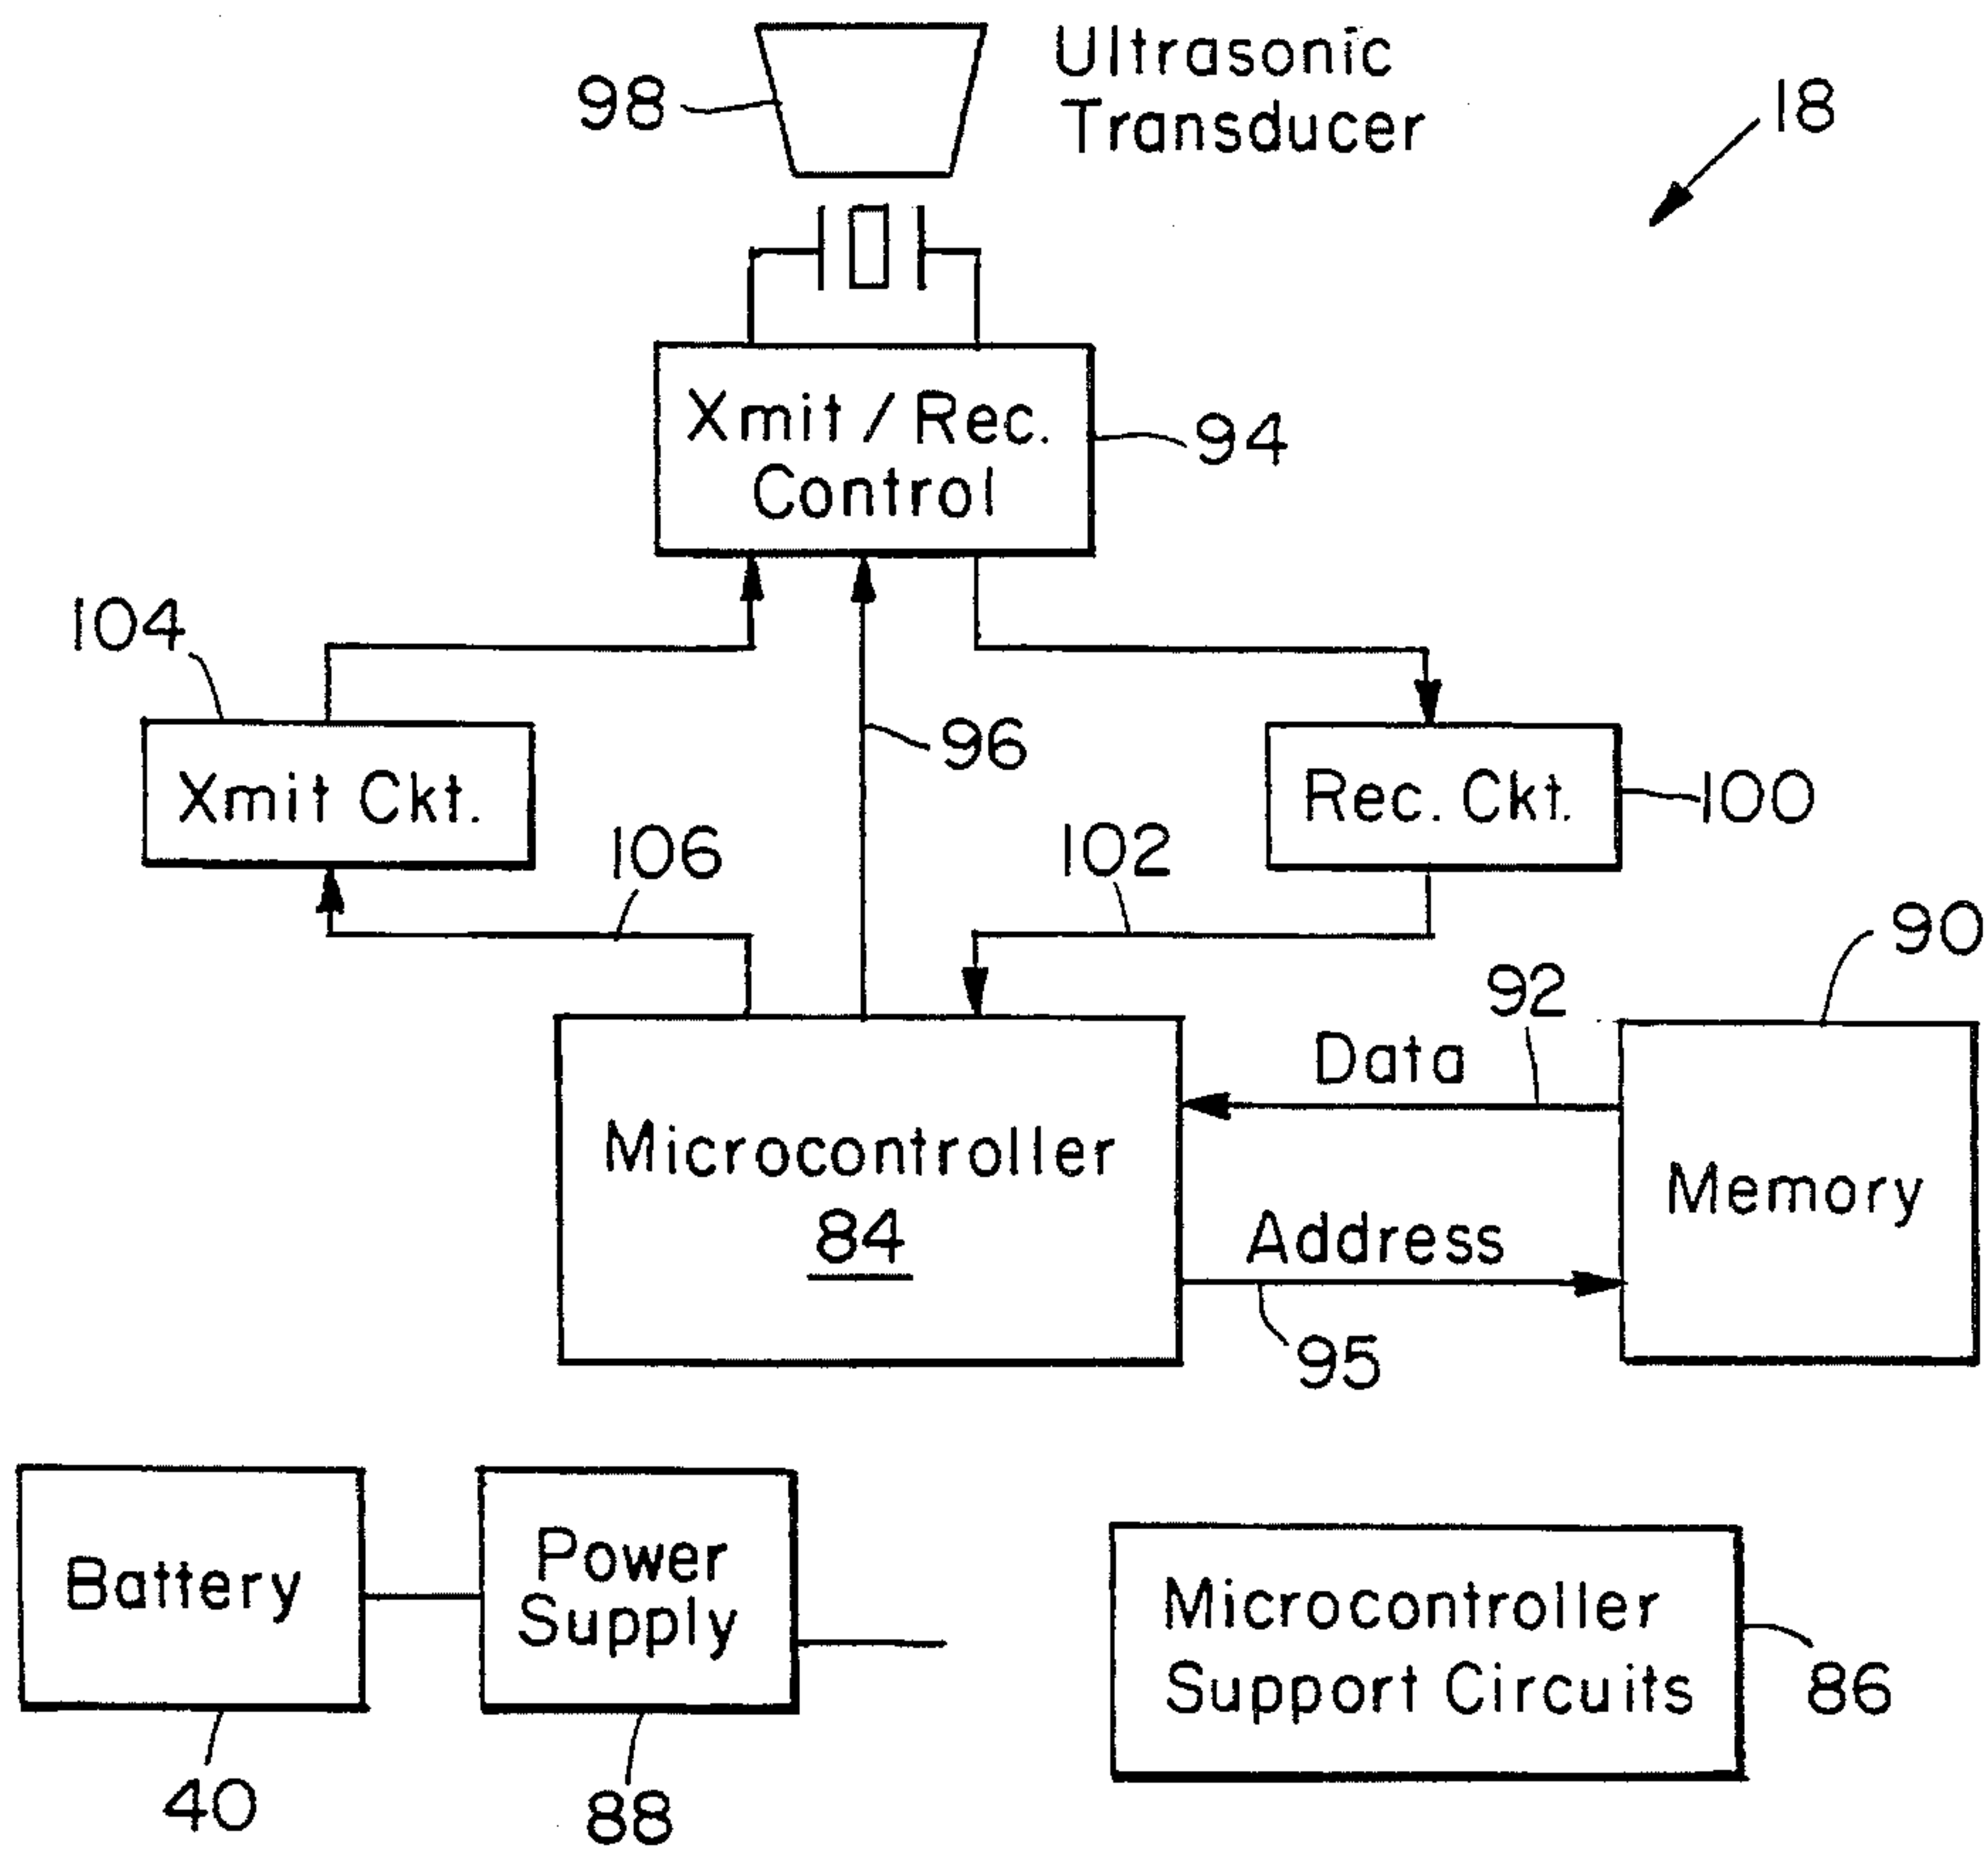 Ultrasonic
Transducer
98
18
Xmit / Rec.
Control
94
104
96
Xmit Ckt.
Rec. Ckt.
100
106
102
90
92
Data
Microcontroller
84
Memory
Address
95
Battery
Power
Supply
Microcontroller
Support Circuits
86
40
88